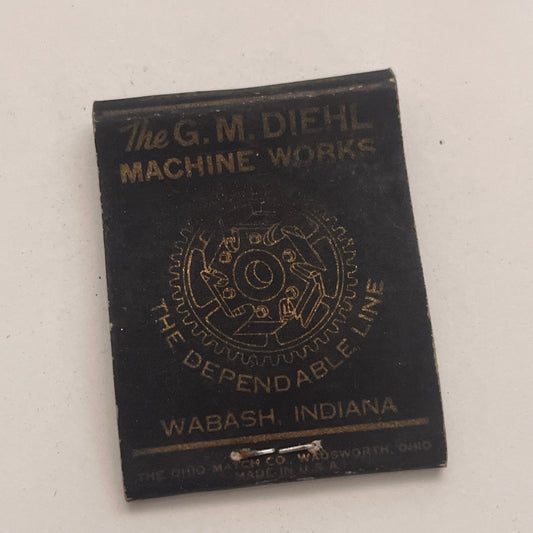 The G. M. DIEHL
MACHINE WORKS
THE DEPENDABLE LINE
WABASH, INDIANA
THE OHIO MATCH CO., WADSWORTH, OHIO
MADE IN U.S.A.